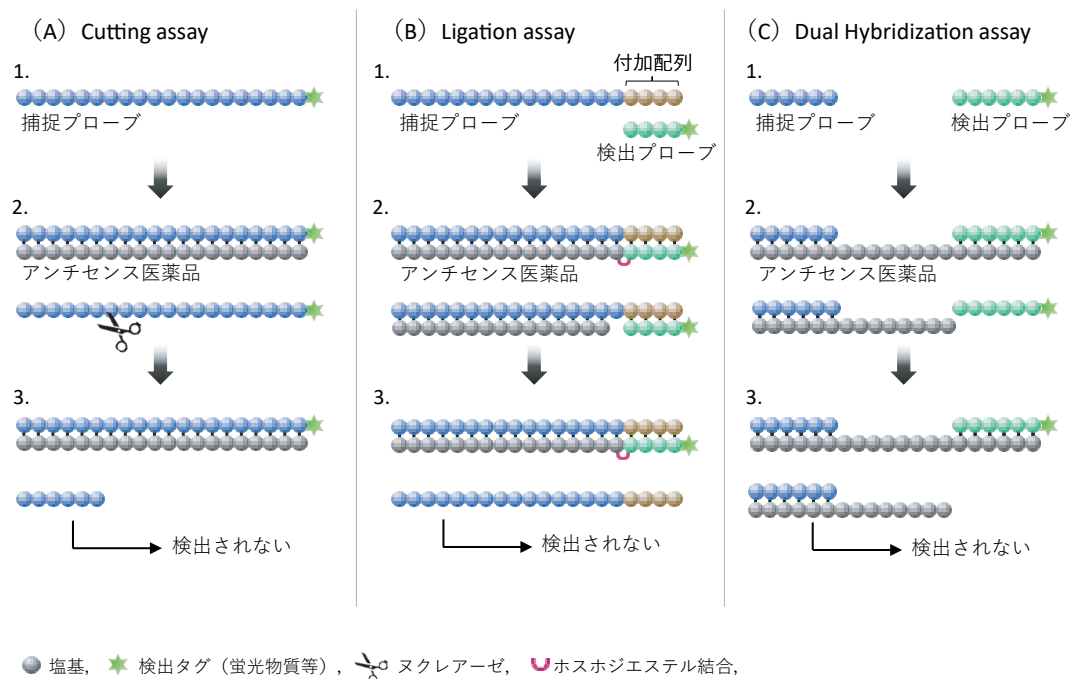 （A）Cutting assay
1.
捕捉プローブ
2.
アンチセンス医薬品
3.
検出されない
（B）Ligation assay
1.
付加配列
捕捉プローブ
検出プローブ
2.
アンチセンス医薬品
3.
検出されない
（C）Dual Hybridization assay
1.
捕捉プローブ
検出プローブ
2.
アンチセンス医薬品
3.
検出されない
塩基, 検出タグ（蛍光物質等）, ヌクレアーゼ, ホスホジエステル結合,